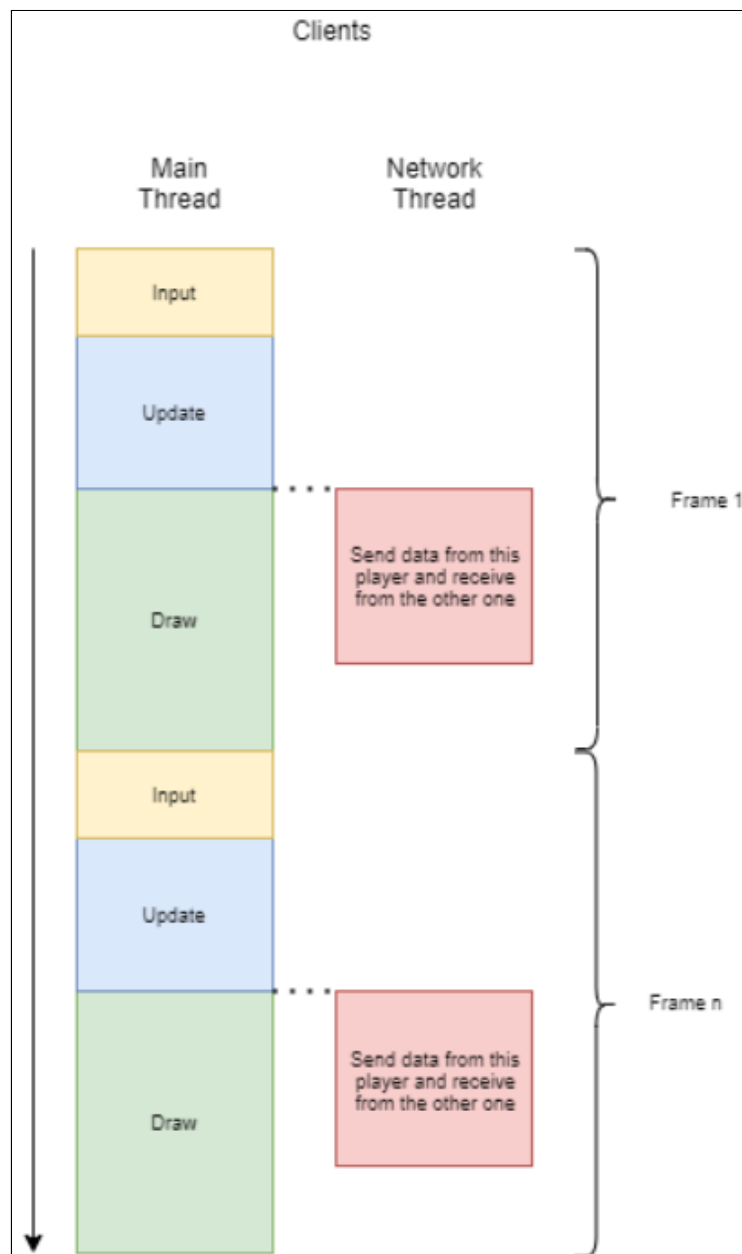 Clients
Main
Thread
Network
Thread
Input
Update
Frame 1
Send data from this
player and receive
from the other one
Draw
Input
Update
Frame n
Send data from this
player and receive
from the other one
Draw